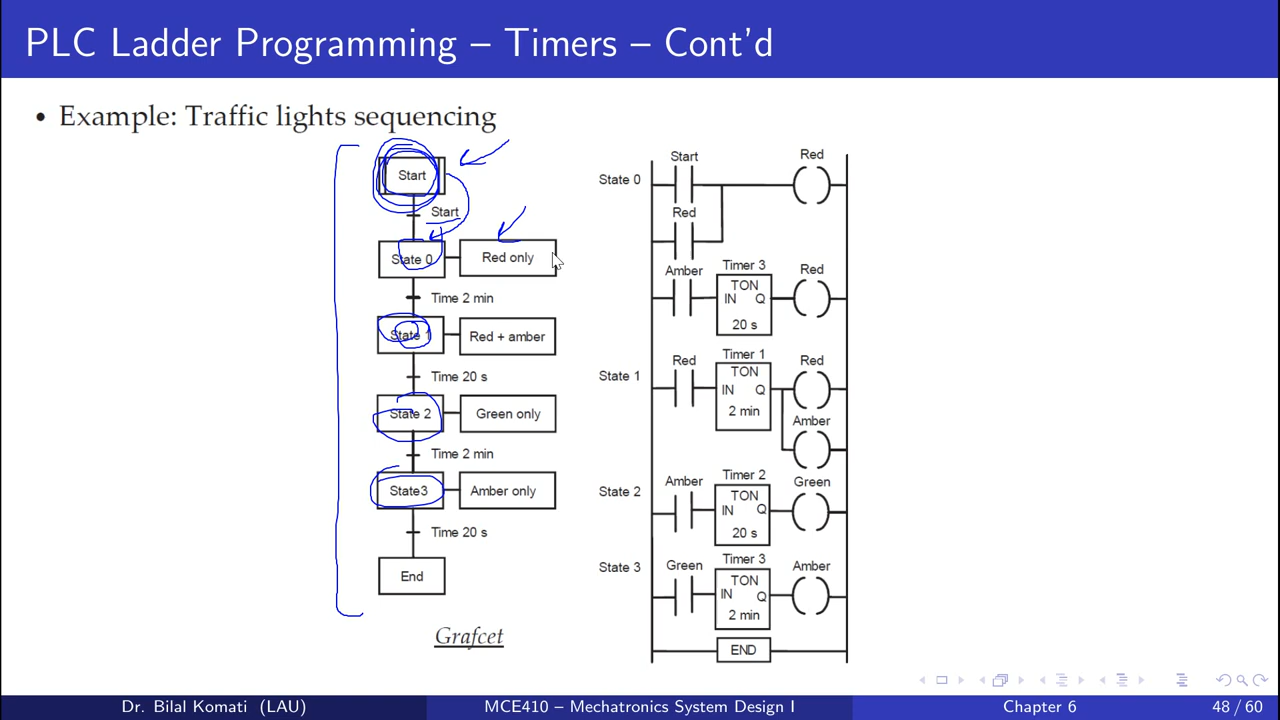 PLC Ladder Programming – Timers – Cont'd
• Example: Traffic lights sequencing
Start
Start
State 0
Red only
Time 2 min
State 1
Red + amber
Time 20 s
State 2
Green only
Time 2 min
State3
Amber only
Time 20 s
End
Grafcet
Start
Red
State 0
Red
Amber
Timer 3
TON
IN Q
20 s
Red
State 1
Red
Timer 1
TON
IN Q
2 min
Red
Amber
State 2
Amber
Timer 2
TON
IN Q
20 s
Green
State 3
Green
Timer 3
TON
IN Q
2 min
Amber
END
Dr. Bilal Komati (LAU)
MCE410 – Mechatronics System Design I
Chapter 6
48 / 60